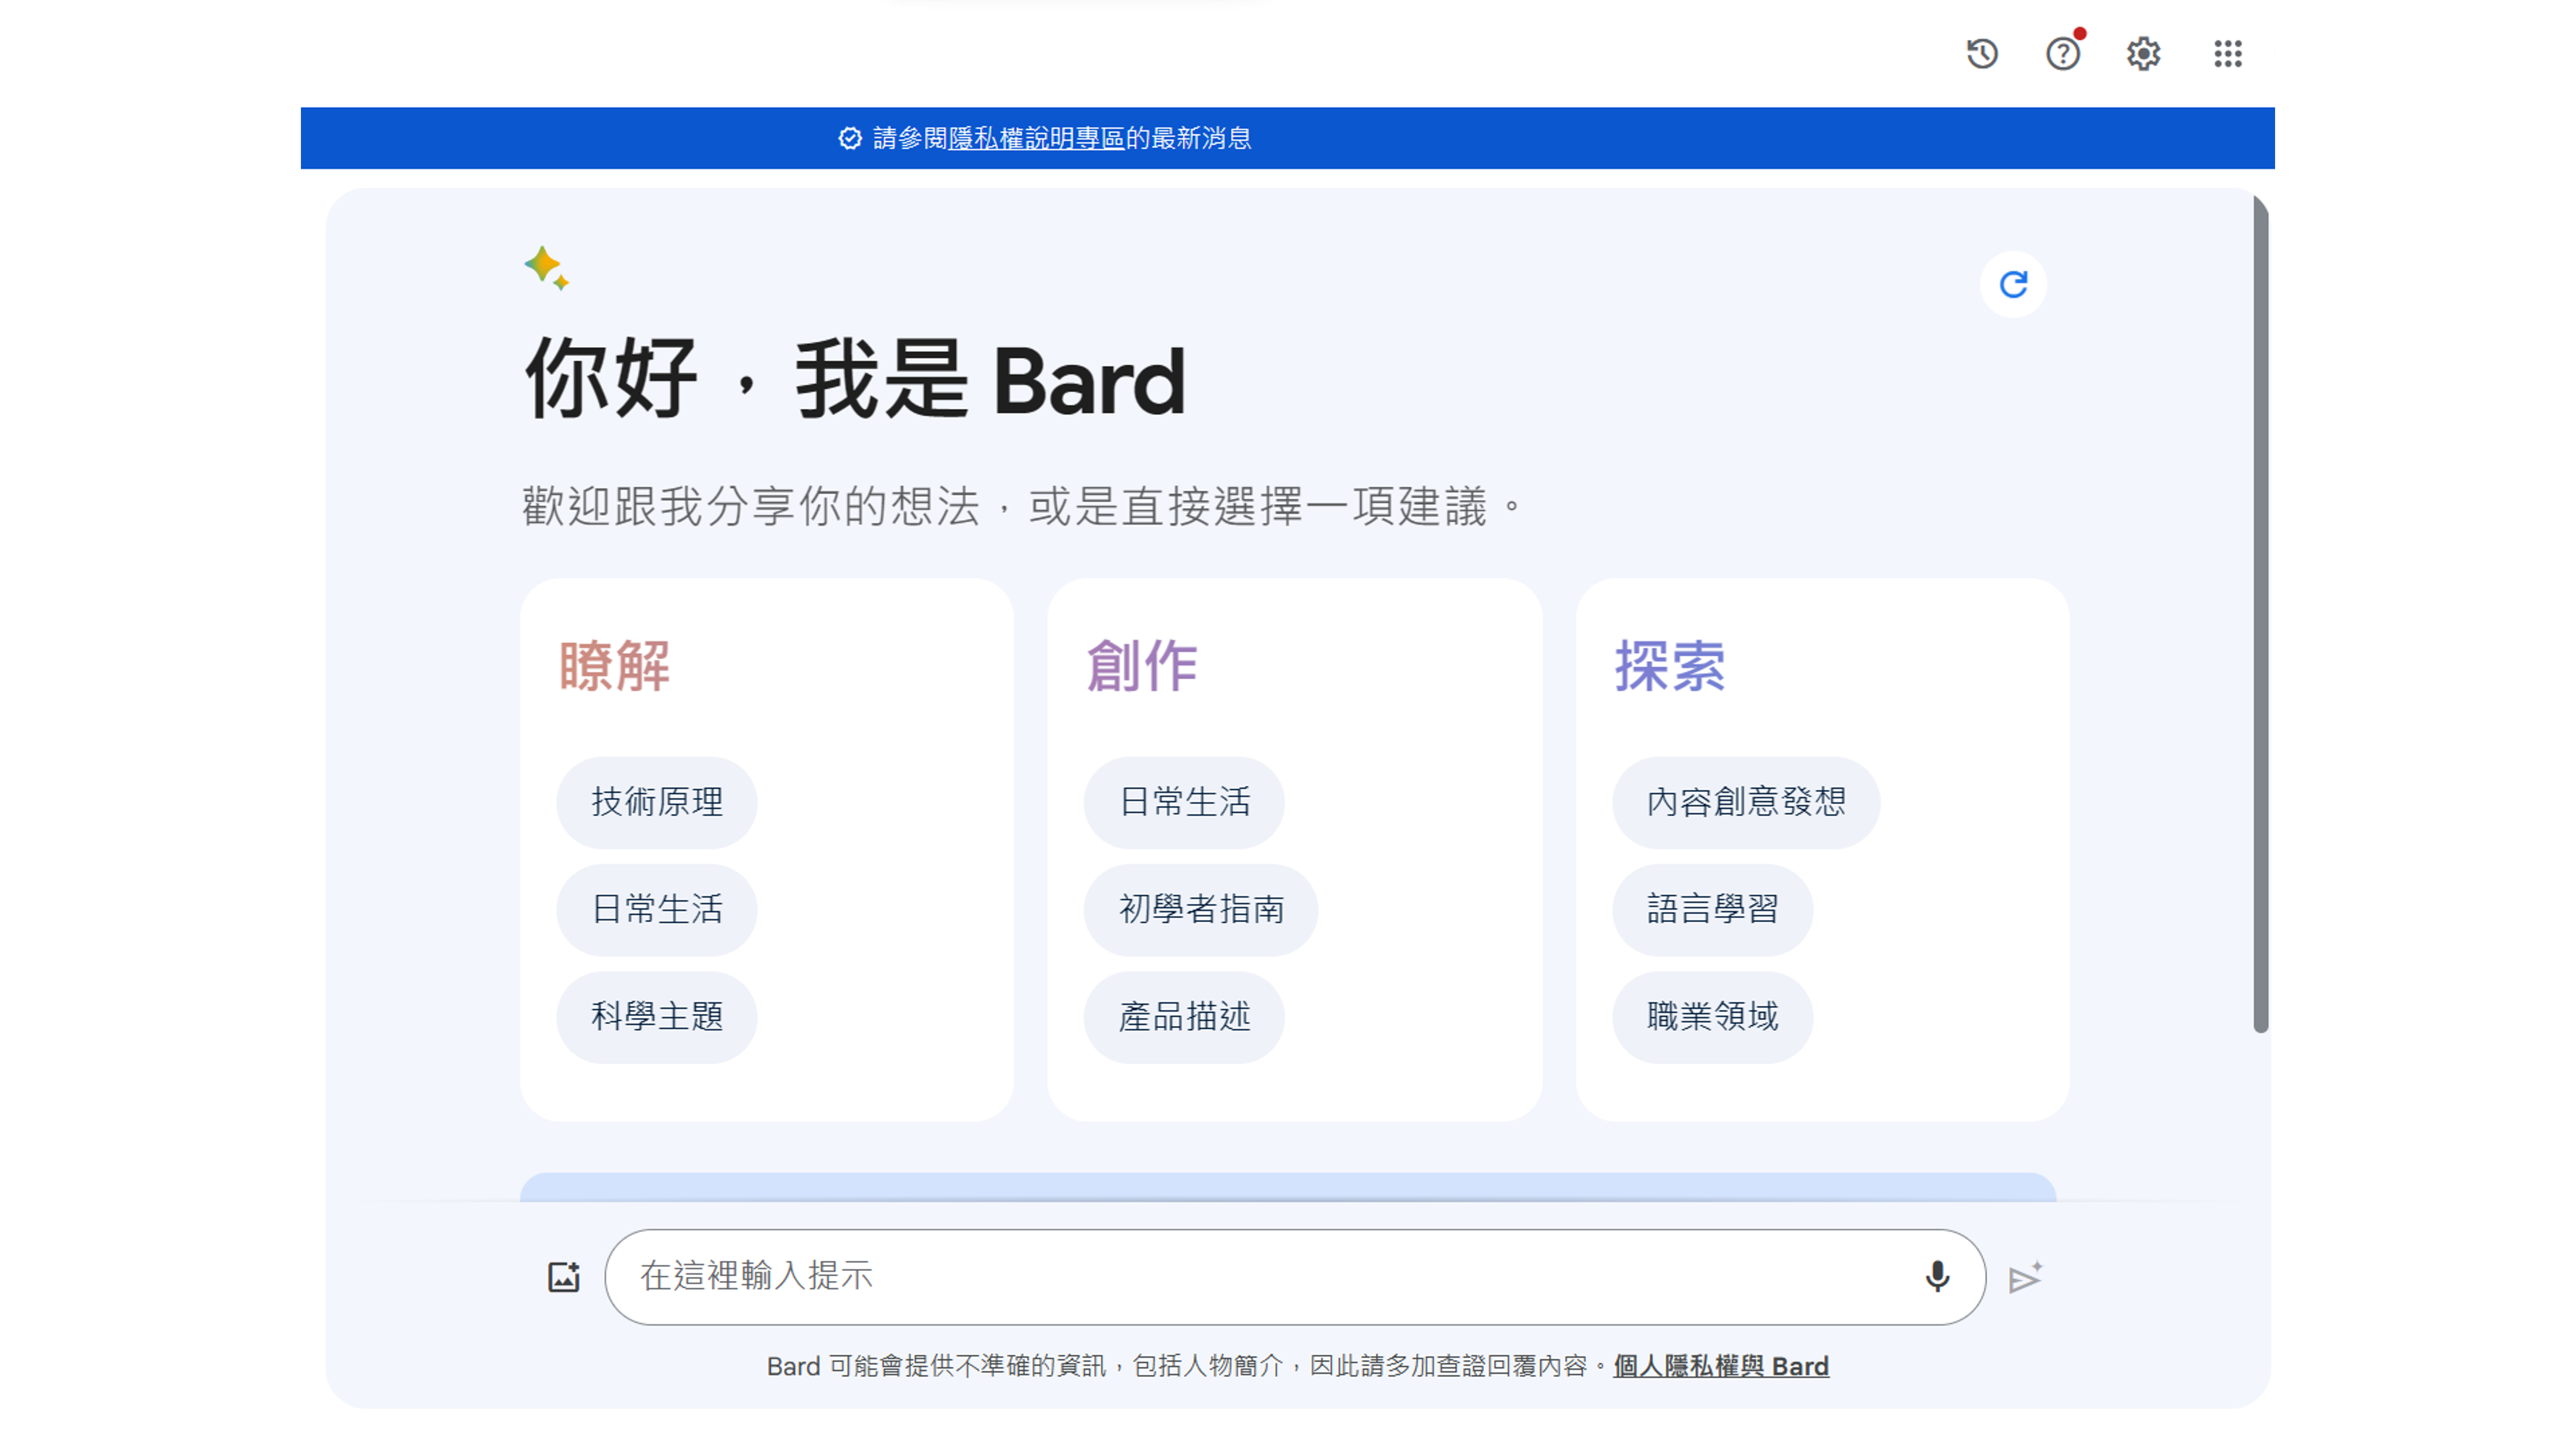 請參閱隱私權說明專區的最新消息
你好，我是 Bard
歡迎跟我分享你的想法，或是直接選擇一項建議。
瞭解
技術原理
日常生活
科學主題
創作
日常生活
初學者指南
產品描述
探索
內容創意發想
語言學習
職業領域
在這裡輸入提示
Bard 可能會提供不準確的資訊，包括人物簡介，因此請多加查證回覆內容。個人隱私權與 Bard